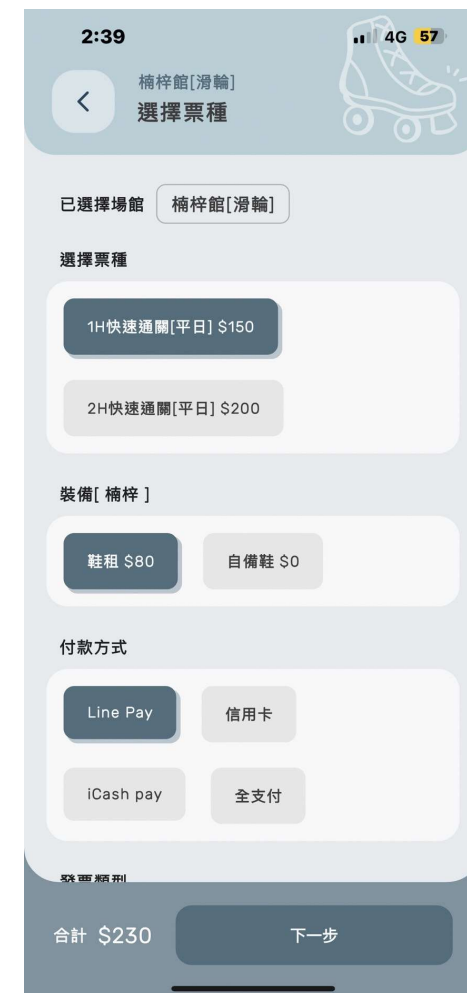 2:39 4G 57
楠梓館[滑輪]
選擇票種
已選擇場館 楠梓館[滑輪]
選擇票種
1H快速通關[平日] $150
2H快速通關[平日] $200
裝備[ 楠梓 ]
鞋租 $80 自備鞋 $0
付款方式
Line Pay 信用卡
iCash pay 全支付
發票類型
合計 $230 下一步